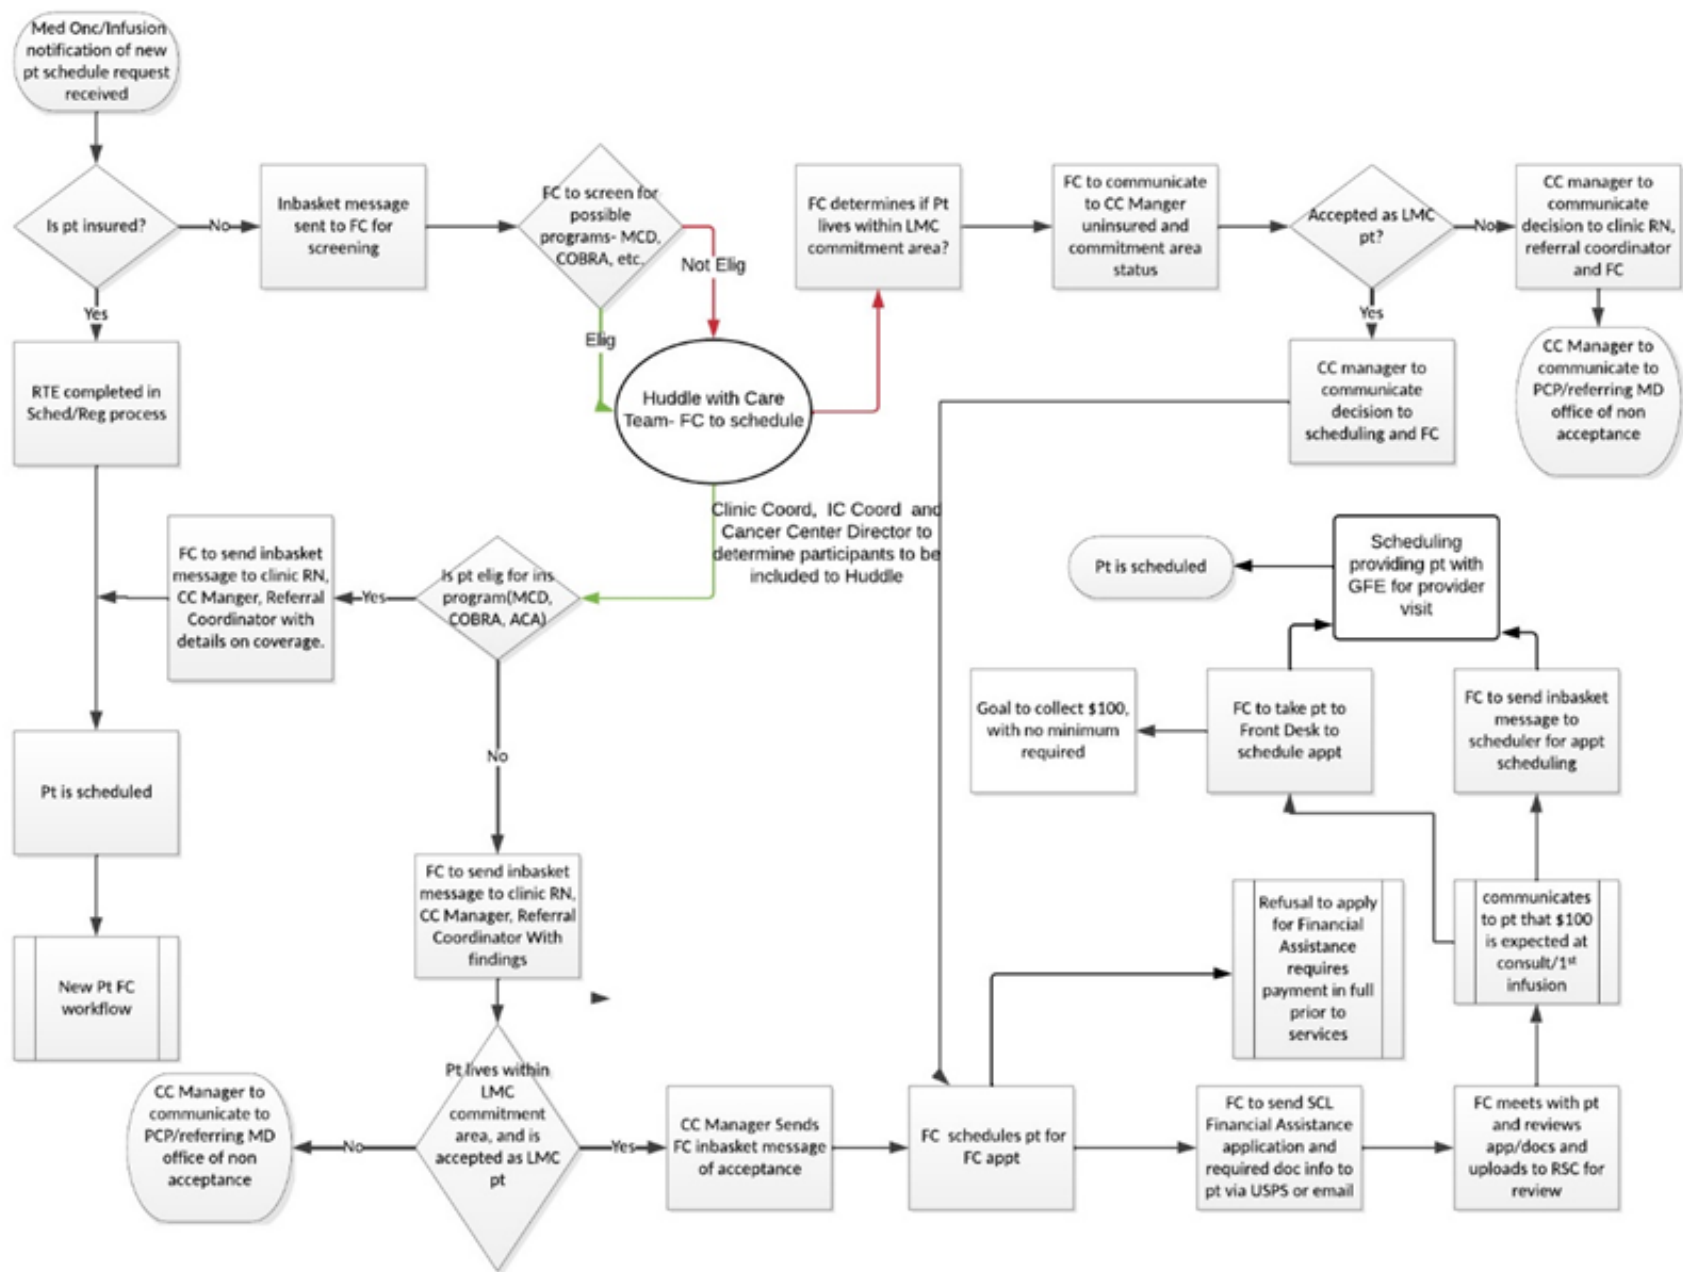 Med Onc/Infusion
notification of new
pt schedule request
received
Is pt insured?
No
Inbasket message
sent to FC for
screening
FC to screen for
possible
programs- MCD,
COBRA, etc.
Not Elig
Elig
FC determines if Pt
lives within LMC
commitment area?
FC to communicate
to CC Manger
uninsured and
commitment area
status
Accepted as LMC
pt?
No
CC manager to
communicate
decision to clinic RN,
referral coordinator
and FC
Yes
Yes
RTE completed in
Sched/Reg process
Huddle with Care
Team- FC to schedule
CC manager to
communicate
decision to
scheduling and FC
CC Manager to
communicate to
PCP/referring MD
office of non
acceptance
Clinic Coord, IC Coord and
Cancer Center Director to
determine participants to be
included to Huddle
FC to send inbasket
message to clinic RN,
CC Manger, Referral
Coordinator with
details on coverage.
Yes
Is pt elig for ins
program(MCD,
COBRA, ACA)
Pt is scheduled
Scheduling
providing pt with
GFE for provider
visit
Goal to collect $100,
with no minimum
required
FC to take pt to
Front Desk to
schedule appt
FC to send inbasket
message to
scheduler for appt
scheduling
No
Pt is scheduled
FC to send inbasket
message to clinic RN,
CC Manager, Referral
Coordinator With
findings
Refusal to apply
for Financial
Assistance
requires
payment in full
prior to
services
communicates
to pt that $100
is expected at
consult/1st
infusion
New Pt FC
workflow
CC Manager to
communicate to
PCP/referring MD
office of non
acceptance
No
Pt lives within
LMC
commitment
area, and is
accepted as LMC
pt
Yes
CC Manager Sends
FC inbasket message
of acceptance
FC schedules pt for
FC appt
FC to send SCL
Financial Assistance
application and
required doc info to
pt via USPS or email
FC meets with pt
and reviews
app/docs and
uploads to RSC for
review